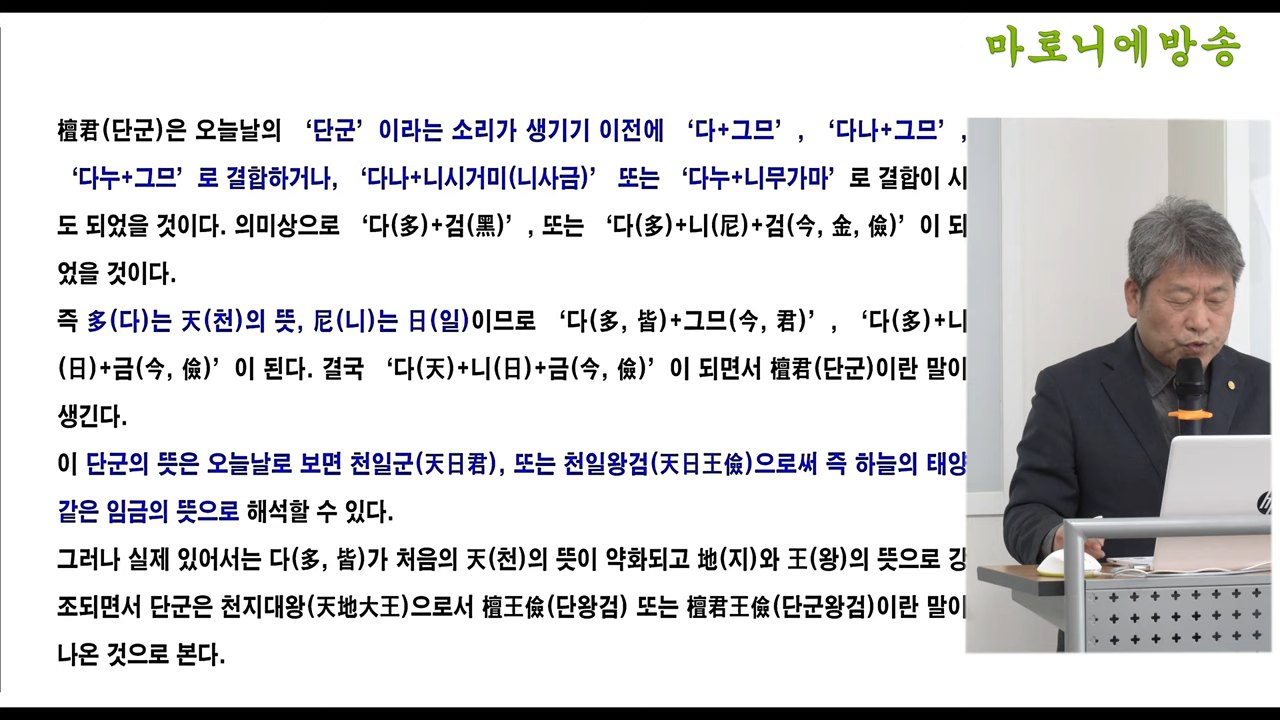 마로니에방송
檀君(단군)은 오늘날의 ‘단군’이라는 소리가 생기기 이전에 ‘다+그므’, ‘다나+그므’,
‘다누+그므’로 결합하거나, ‘다나+니시거미(니사금)’ 또는 ‘다누+니무가마’로 결합이 시
도 되었을 것이다. 의미상으로 ‘다(多)+검(黑)’, 또는 ‘다(多)+니(尼)+검(今, 金, 儉)’이 되
었을 것이다.
즉 多(다)는 天(천)의 뜻, 尼(니)는 日(일)이므로 ‘다(多, 皆)+그므(今, 君)’, ‘다(多)+니
(日)+금(今, 儉)’이 된다. 결국 ‘다(天)+니(日)+금(今, 儉)’이 되면서 檀君(단군)이란 말이
생긴다.
이 단군의 뜻은 오늘날로 보면 천일군(天日君), 또는 천일왕검(天日王儉)으로써 즉 하늘의 태양
같은 임금의 뜻으로 해석할 수 있다.
그러나 실제 있어서는 다(多, 皆)가 처음의 天(천)의 뜻이 약화되고 地(지)와 王(왕)의 뜻으로 강
조되면서 단군은 천지대왕(天地大王)으로서 檀王儉(단왕검) 또는 檀君王儉(단군왕검)이란 말이
나온 것으로 본다.
hp